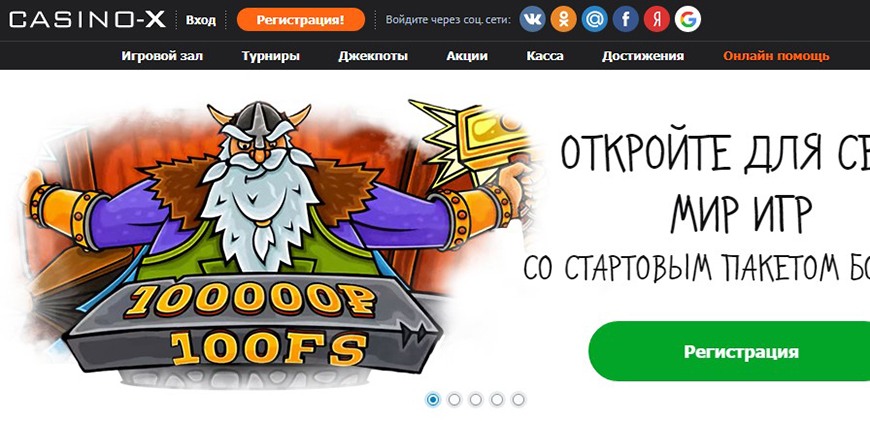 CASINO-X
Вход
Регистрация!
Войдите через соц. сети:
Игровой зал Турниры Джекпоты Акции Касса Достижения Онлайн помощь
ОТКРОЙТЕ ДЛЯ
МИР ИГР
СО СТАРТОВЫМ ПАКЕТОМ
100000₽
100FS
Регистрация